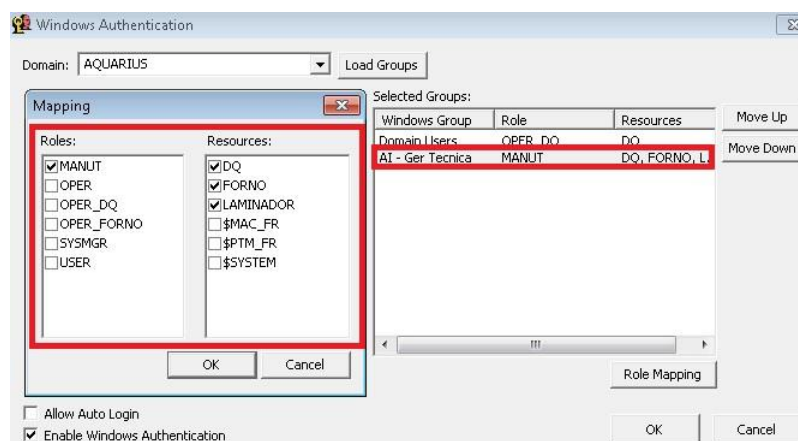 Windows Authentication
Domain: AQUARIUS Load Groups
Mapping
Roles: Resources:
MANUT DQ
OPER FORNO
OPER_DQ LAMINADOR
OPER_FORNO $MAC_FR
SYSMGR $PTM_FR
USER $SYSTEM
OK Cancel
Selected Groups:
Windows Group Role Resources
Domain Users OPER_DQ DQ
AI - Ger Tecnica MANUT DQ, FORNO, L..
Move Up
Move Down
Role Mapping
Allow Auto Login
Enable Windows Authentication
OK Cancel